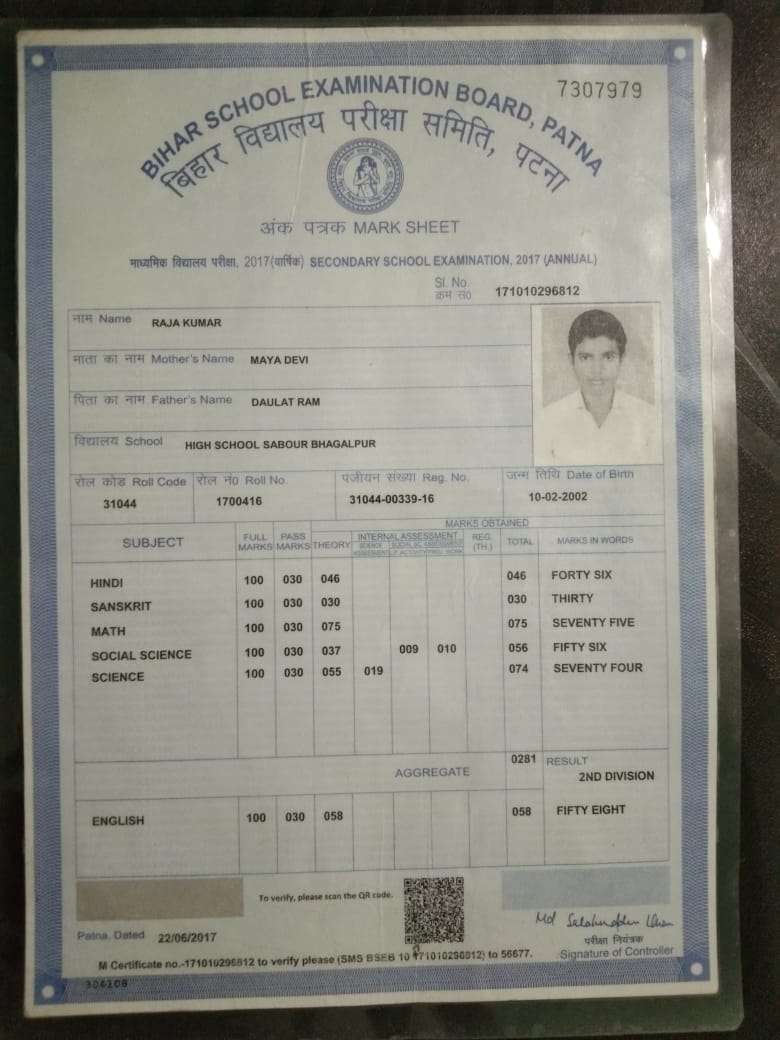 7307979
BIHAR SCHOOL EXAMINATION BOARD, PATNA
बिहार विद्यालय परीक्षा समिति, पटना
अंक पत्रक MARK SHEET
माध्यमिक विद्यालय परीक्षा, 2017(वार्षिक) SECONDARY SCHOOL EXAMINATION, 2017 (ANNUAL)
Sl. No.
क्रम सं० 171010296812
नाम Name RAJA KUMAR
माता का नाम Mother's Name MAYA DEVI
पिता का नाम Father's Name DAULAT RAM
विद्यालय School HIGH SCHOOL SABOUR BHAGALPUR
रोल कोड Roll Code रोल नं० Roll No. पंजीयन संख्या Reg. No. जन्म तिथि Date of Birth
31044 1700416 31044-00339-16 10-02-2002
MARKS OBTAINED
SUBJECT FULL MARKS PASS MARKS THEORY INTERNAL ASSESSMENT REG. (TH.) TOTAL MARKS IN WORDS
HINDI 100 030 046 046 FORTY SIX
SANSKRIT 100 030 030 030 THIRTY
MATH 100 030 075 075 SEVENTY FIVE
SOCIAL SCIENCE 100 030 037 009 010 056 FIFTY SIX
SCIENCE 100 030 055 019 074 SEVENTY FOUR
AGGREGATE 0281 RESULT
2ND DIVISION
ENGLISH 100 030 058 058 FIFTY EIGHT
To verify, please scan the QR code.
Patna, Dated 22/06/2017
Md
परीक्षा नियंत्रक
Signature of Controller
M Certificate no.-171010296812 to verify please (SMS BSEB 10 171010296812) to 56677.